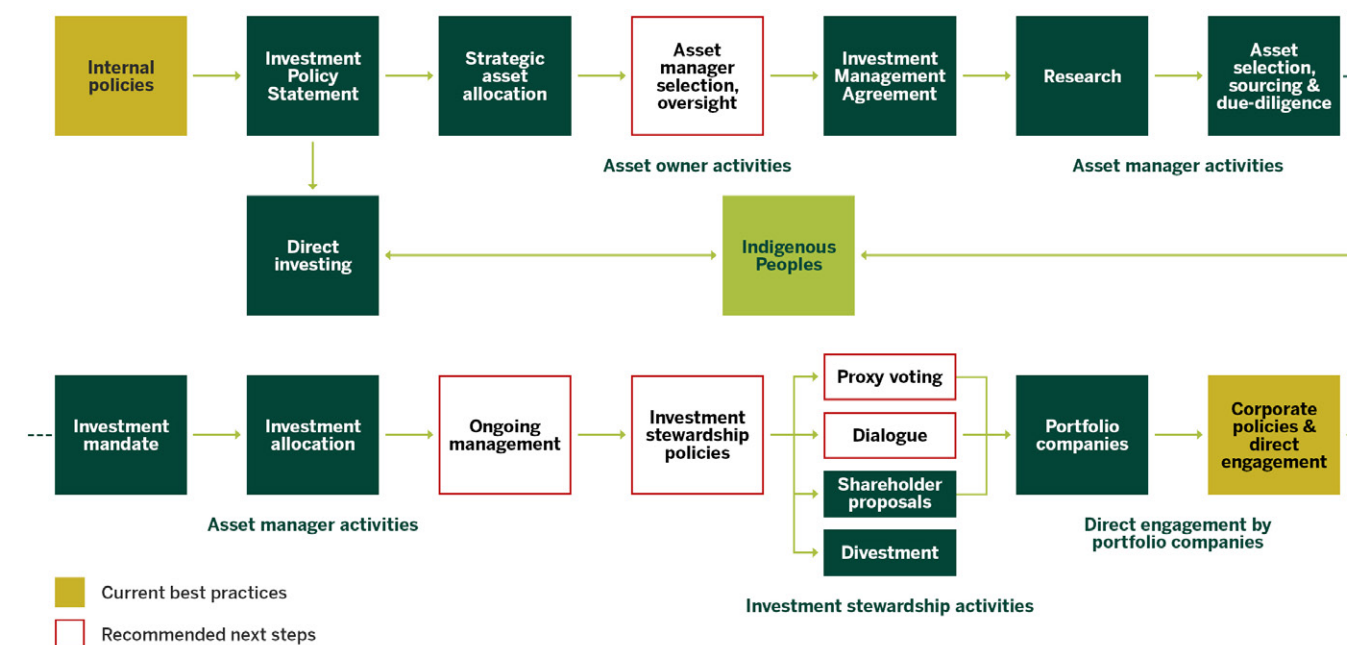 Internal
policies
Investment
Policy
Statement
Strategic
asset
allocation
Asset
manager
selection,
oversight
Investment
Management
Agreement
Research
Asset
selection,
sourcing &
due-diligence
Asset owner activities
Asset manager activities
Direct
investing
Indigenous
Peoples
Investment
mandate
Investment
allocation
Ongoing
management
Investment
stewardship
policies
Proxy voting
Dialogue
Shareholder
proposals
Divestment
Portfolio
companies
Corporate
policies &
direct
engagement
Asset manager activities
Direct engagement by
portfolio companies
Investment stewardship activities
Current best practices
Recommended next steps